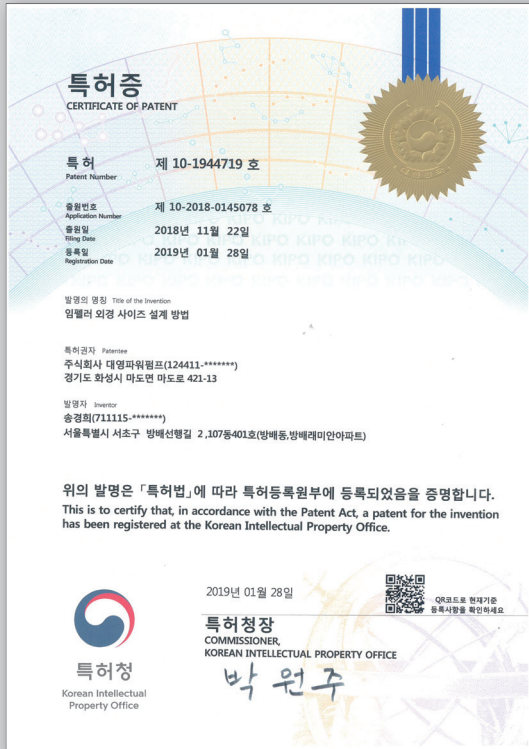 특허증
CERTIFICATE OF PATENT
특허 제 10-1944719 호
Patent Number
출원번호 제 10-2018-0145078 호
Application Number
출원일 2018년 11월 22일
Filing Date
등록일 2019년 01월 28일
Registration Date
발명의 명칭 Title of the Invention
임펠러 외경 사이즈 설계 방법
특허권자 Patentee
주식회사 대영파워펌프(124411-*******)
경기도 화성시 마도면 마도로 421-13
발명자 Inventor
송경희(711115-*******)
서울특별시 서초구 방배선행길 2,107동401호(방배동,방배래미안아파트)
위의 발명은 「특허법」에 따라 특허등록원부에 등록되었음을 증명합니다.
This is to certify that, in accordance with the Patent Act, a patent for the invention
has been registered at the Korean Intellectual Property Office.
2019년 01월 28일
QR코드로 현재기준
등록사항을 확인하세요
특허청장
COMMISSIONER,
KOREAN INTELLECTUAL PROPERTY OFFICE
박원주
특허청
Korean Intellectual
Property Office